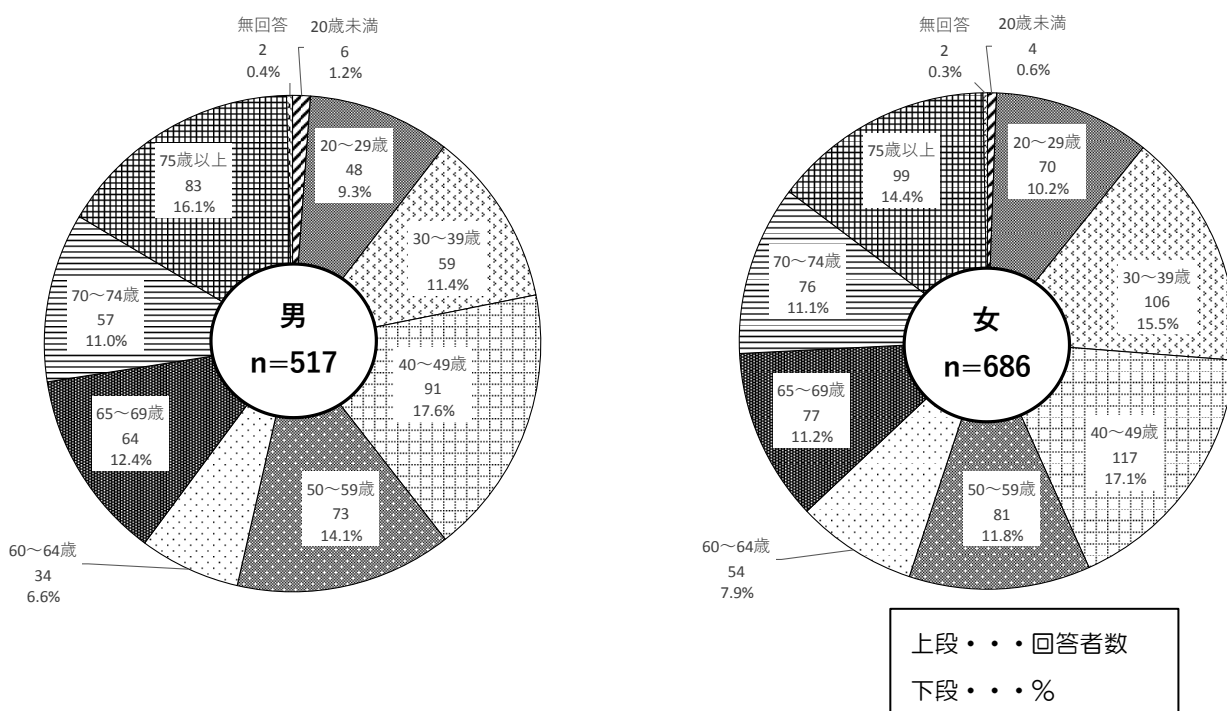 無回答
2
0.4%
20歳未満
6
1.2%
20～29歳
48
9.3%
30～39歳
59
11.4%
40～49歳
91
17.6%
50～59歳
73
14.1%
60～64歳
34
6.6%
65～69歳
64
12.4%
70～74歳
57
11.0%
75歳以上
83
16.1%
男
n=517
無回答
2
0.3%
20歳未満
4
0.6%
20～29歳
70
10.2%
30～39歳
106
15.5%
40～49歳
117
17.1%
50～59歳
81
11.8%
60～64歳
54
7.9%
65～69歳
77
11.2%
70～74歳
76
11.1%
75歳以上
99
14.4%
女
n=686
上段・・・回答者数
下段・・・%